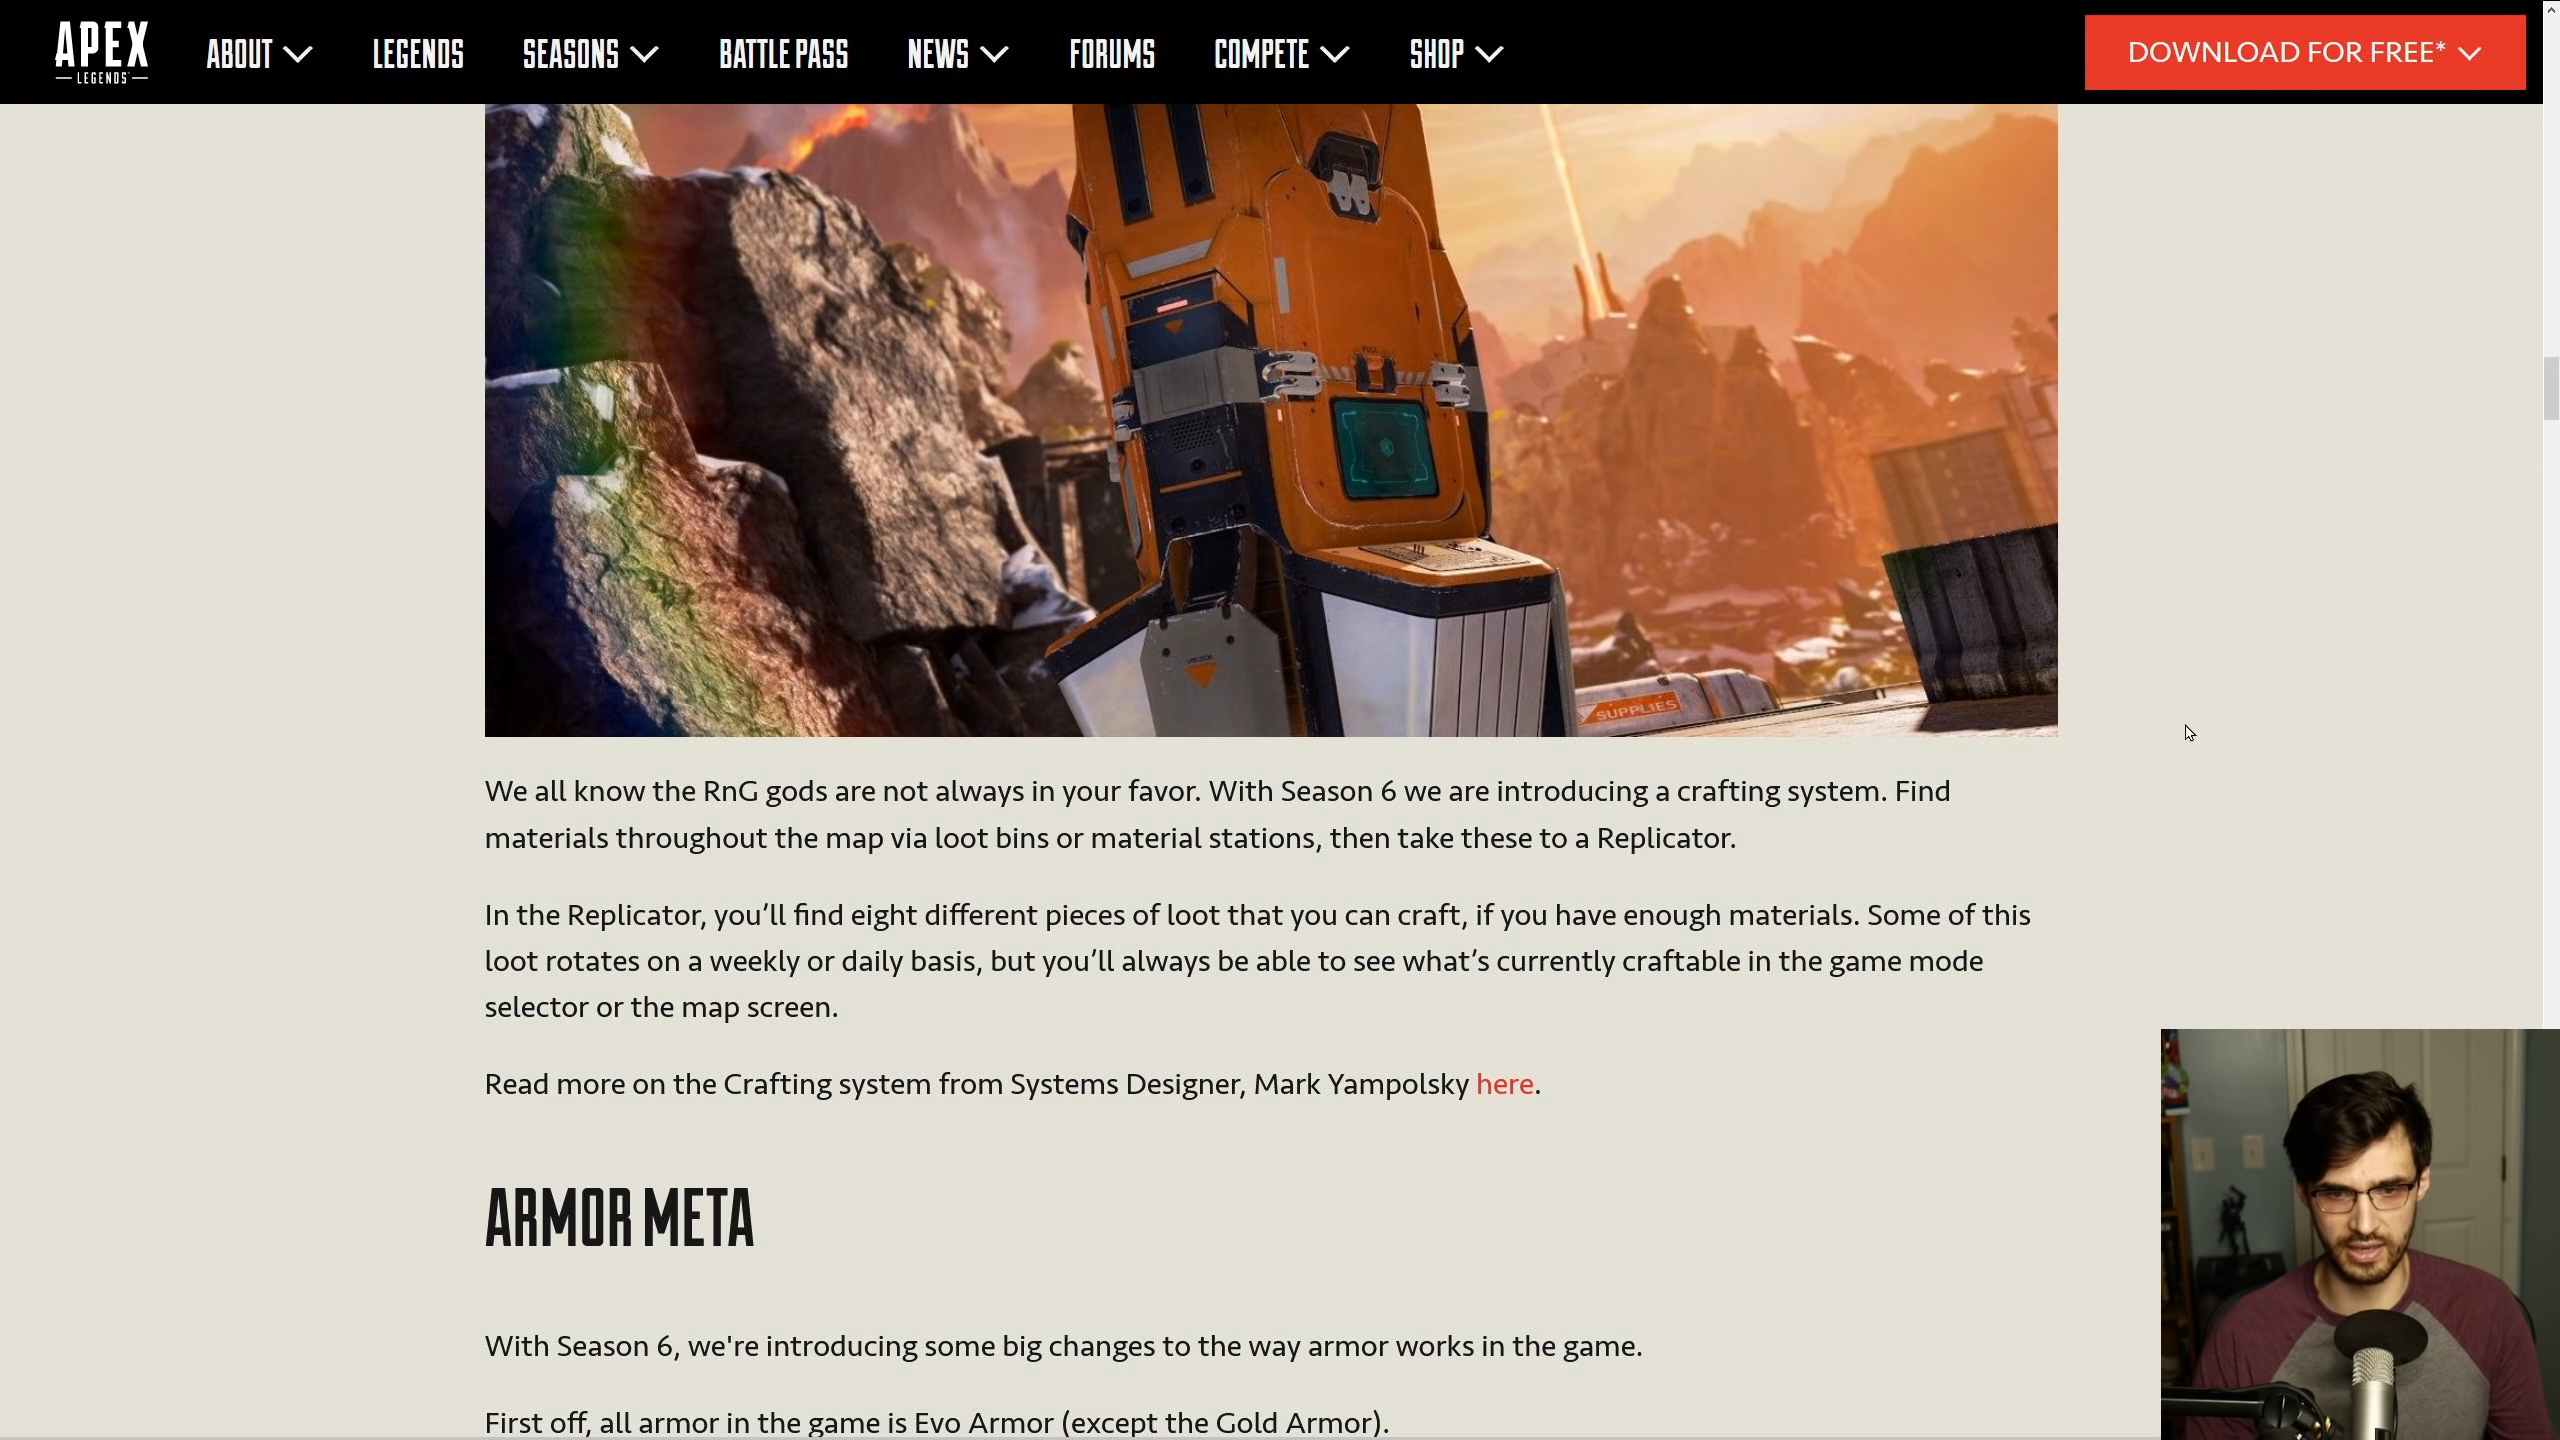 APEX
LEGENDS
ABOUT
LEGENDS
SEASONS
BATTLE PASS
NEWS
FORUMS
COMPETE
SHOP
DOWNLOAD FOR FREE*
PULL
UNLOCK
SUPPLIES
We all know the RnG gods are not always in your favor. With Season 6 we are introducing a crafting system. Find
materials throughout the map via loot bins or material stations, then take these to a Replicator.
In the Replicator, you’ll find eight different pieces of loot that you can craft, if you have enough materials. Some of this
loot rotates on a weekly or daily basis, but you’ll always be able to see what’s currently craftable in the game mode
selector or the map screen.
Read more on the Crafting system from Systems Designer, Mark Yampolsky here.
ARMOR META
With Season 6, we're introducing some big changes to the way armor works in the game.
First off, all armor in the game is Evo Armor (except the Gold Armor).